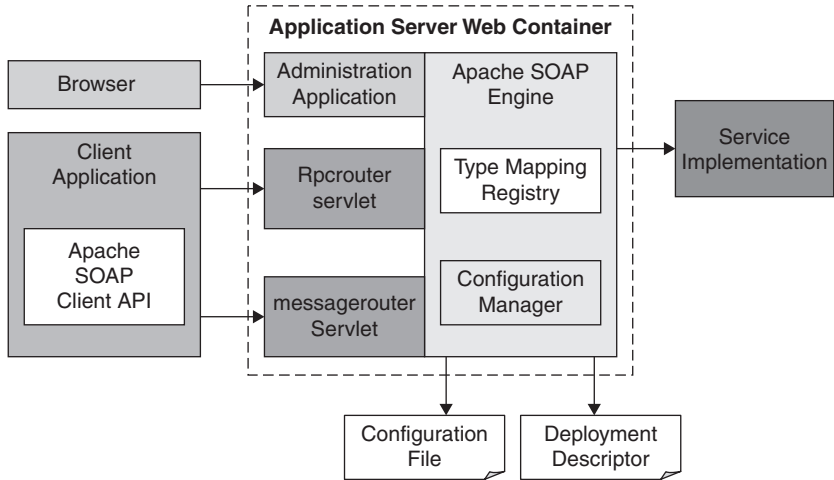 Application Server Web Container
Browser
Administration
Application
Apache SOAP
Engine
Client
Application
Apache
SOAP
Client API
Rpcrouter
servlet
messagerouter
Servlet
Type Mapping
Registry
Configuration
Manager
Service
Implementation
Configuration
File
Deployment
Descriptor